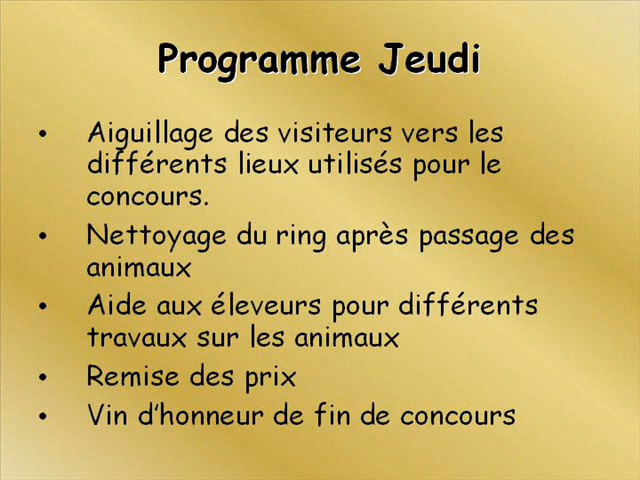 Programme Jeudi
• Aiguillage des visiteurs vers les
différents lieux utilisés pour le
concours.
• Nettoyage du ring après passage des
animaux
• Aide aux éleveurs pour différents
travaux sur les animaux
• Remise des prix
• Vin d'honneur de fin de concours